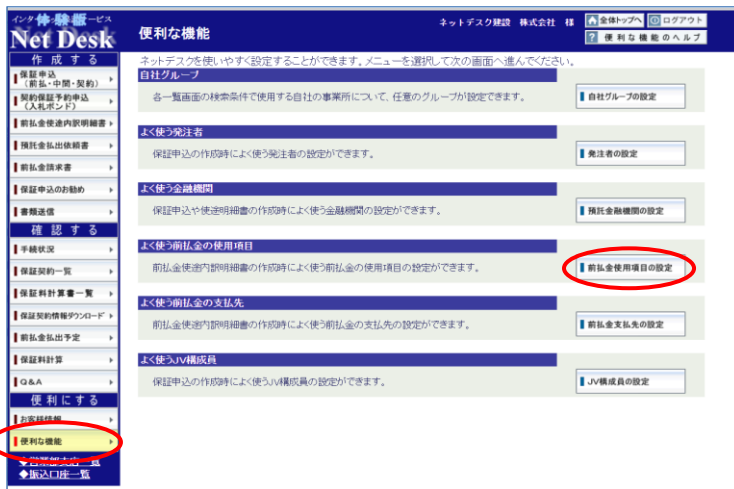 インタ体験版ービス
Net Desk
便利な機能
ネットデスク建設 株式会社 様
全体トップへ
ログアウト
? 便利な機能のヘルプ
作成する
保証申込
（前払・中間・契約）
契約保証予約申込
（入札ボンド）
前払金使途内訳明細書
預託金払出依頼書
前払金請求書
保証申込のお勧め
書類送信
確認する
手続状況
保証契約一覧
保証料計算書一覧
保証契約情報ダウンロード
前払金払出予定
保証料計算
Q&A
便利にする
お客様情報
便利な機能
◆営業部支店一覧
◆振込口座一覧
ネットデスクを使いやすく設定することができます。メニューを選択して次の画面へ進んでください。
自社グループ
各一覧画面の検索条件で使用する自社の事業所について、任意のグループが設定できます。
自社グループの設定
よく使う発注者
保証申込の作成時によく使う発注者の設定ができます。
発注者の設定
よく使う金融機関
保証申込や使途明細書の作成時によく使う金融機関の設定ができます。
預託金融機関の設定
よく使う前払金の使用項目
前払金使途内訳明細書の作成時によく使う前払金の使用項目の設定ができます。
前払金使用項目の設定
よく使う前払金の支払先
前払金使途内訳明細書の作成時によく使う前払金の支払先の設定ができます。
前払金支払先の設定
よく使うJV構成員
保証申込の作成時によく使うJV構成員の設定ができます。
JV構成員の設定